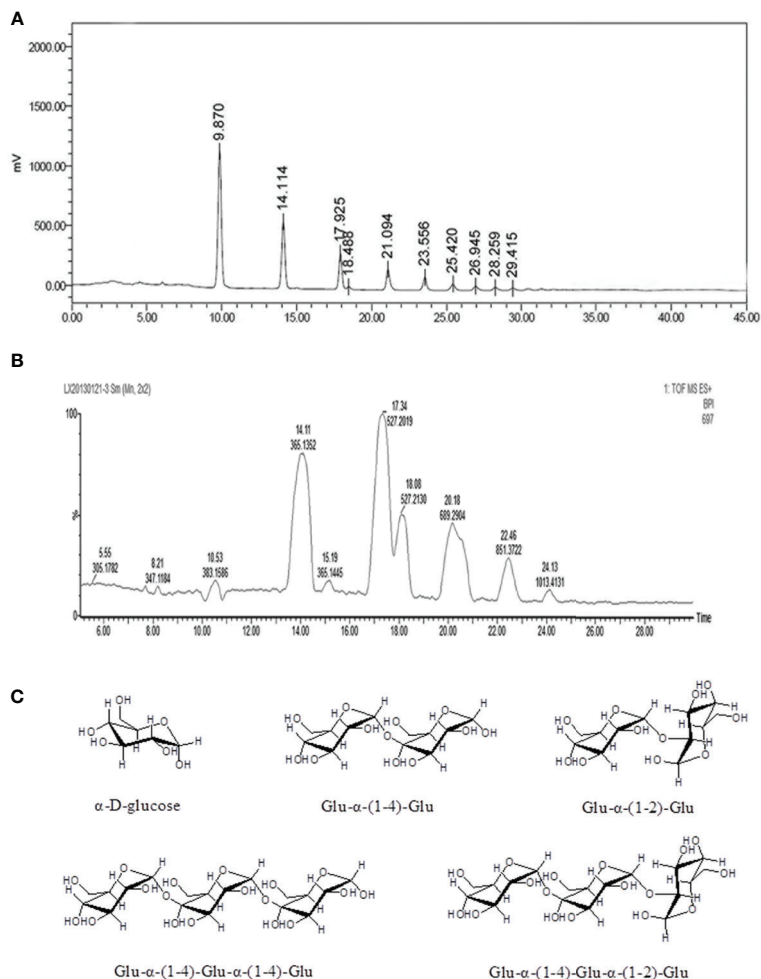 A
2000.00
1500.00
1000.00
500.00
0.00
mV
9.870
14.114
17.925
18.488
21.094
23.556
25.420
26.945
28.259
29.415
0.00 5.00 10.00 15.00 20.00 25.00 30.00 35.00 40.00 45.00
B
LX20130121-3 Sm (Mn, 2x2)
1: TOF MS ES+
BPI
697
100
%
0
5.55
305.1782
8.21
347.1184
10.53
383.1586
14.11
365.1352
15.19
365.1445
17.34
527.2019
18.08
527.2130
20.18
689.2904
22.46
851.3722
24.13
1013.4131
6.00 8.00 10.00 12.00 14.00 16.00 18.00 20.00 22.00 24.00 26.00 28.00
Time
C
α-D-glucose
Glu-α-(1-4)-Glu
Glu-α-(1-2)-Glu
Glu-α-(1-4)-Glu-α-(1-4)-Glu
Glu-α-(1-4)-Glu-α-(1-2)-Glu